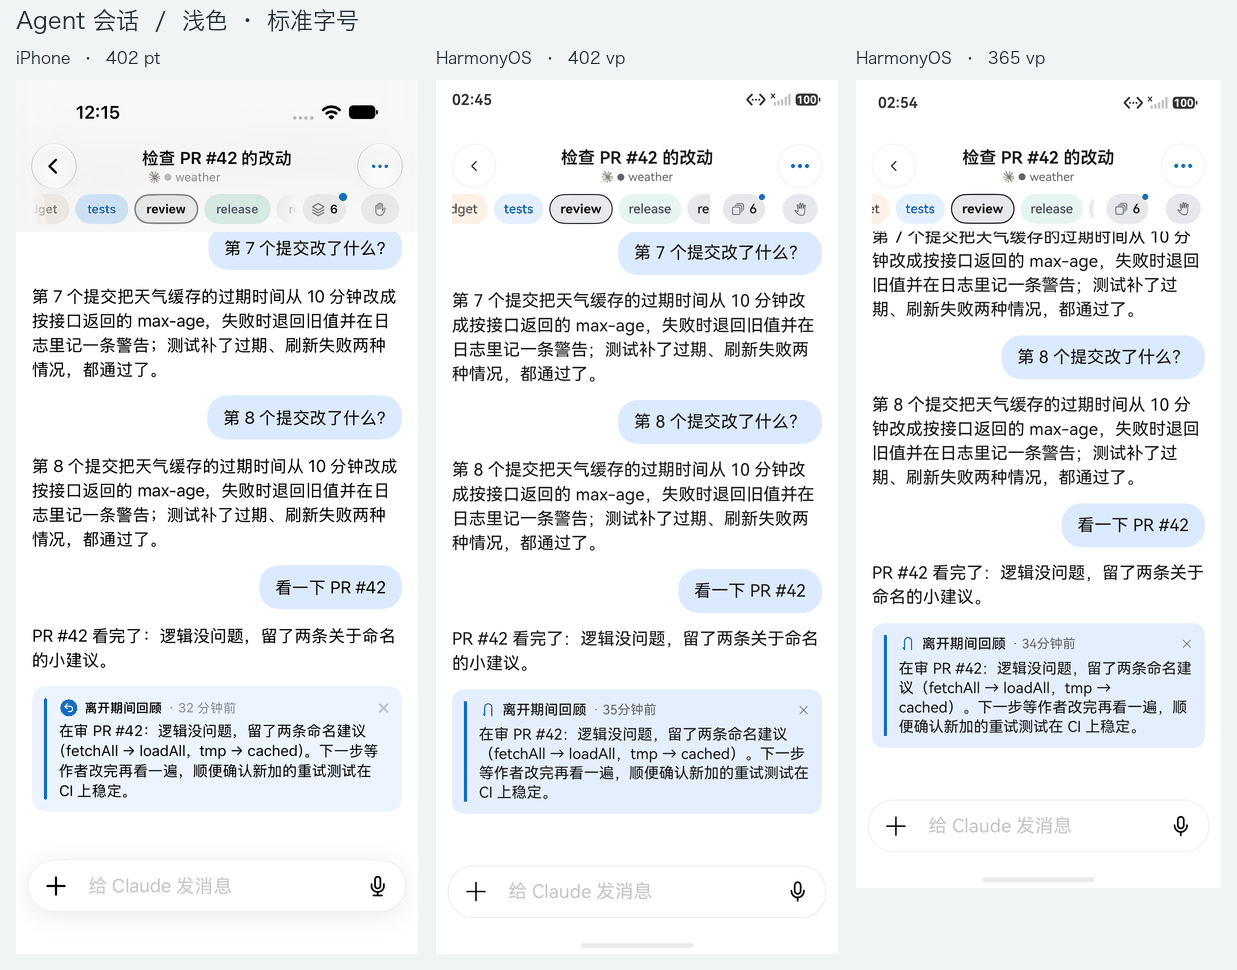 Agent 会话 / 浅色 · 标准字号
iPhone · 402 pt
12:15
检查 PR #42 的改动
weather
get
tests
review
release
6
第 7 个提交改了什么？
第 7 个提交把天气缓存的过期时间从 10 分钟改成
按接口返回的 max-age，失败时退回旧值并在日
志里记一条警告；测试补了过期、刷新失败两种
情况，都通过了。
第 8 个提交改了什么？
第 8 个提交把天气缓存的过期时间从 10 分钟改成
按接口返回的 max-age，失败时退回旧值并在日
志里记一条警告；测试补了过期、刷新失败两种
情况，都通过了。
看一下 PR #42
PR #42 看完了：逻辑没问题，留了两条关于命名
的小建议。
离开期间回顾 · 32 分钟前
在审 PR #42：逻辑没问题，留了两条命名建议
（fetchAll → loadAll，tmp → cached）。下一步等
作者改完再看一遍，顺便确认新加的重试测试在
CI 上稳定。
给 Claude 发消息
HarmonyOS · 402 vp
02:45
100
检查 PR #42 的改动
weather
dget
tests
review
release
re
6
第 7 个提交改了什么？
第 7 个提交把天气缓存的过期时间从 10 分钟改
成按接口返回的 max-age，失败时退回旧值并在
日志里记一条警告；测试补了过期、刷新失败两
种情况，都通过了。
第 8 个提交改了什么？
第 8 个提交把天气缓存的过期时间从 10 分钟改
成按接口返回的 max-age，失败时退回旧值并在
日志里记一条警告；测试补了过期、刷新失败两
种情况，都通过了。
看一下 PR #42
PR #42 看完了：逻辑没问题，留了两条关于命名
的小建议。
离开期间回顾 · 35分钟前
在审 PR #42：逻辑没问题，留了两条命名建议
（fetchAll → loadAll，tmp → cached）。下一步
等作者改完再看一遍，顺便确认新加的重试测试在
CI 上稳定。
给 Claude 发消息
HarmonyOS · 365 vp
02:54
100
检查 PR #42 的改动
weather
et
tests
review
release
6
第 7 个提交把天气缓存的过期时间从 10 分
钟改成按接口返回的 max-age，失败时退回
旧值并在日志里记一条警告；测试补了过
期、刷新失败两种情况，都通过了。
第 8 个提交改了什么？
第 8 个提交把天气缓存的过期时间从 10 分
钟改成按接口返回的 max-age，失败时退回
旧值并在日志里记一条警告；测试补了过
期、刷新失败两种情况，都通过了。
看一下 PR #42
PR #42 看完了：逻辑没问题，留了两条关于
命名的小建议。
离开期间回顾 · 34分钟前
在审 PR #42：逻辑没问题，留了两条命名建
议（fetchAll → loadAll，tmp →
cached）。下一步等作者改完再看一遍，顺
便确认新加的重试测试在 CI 上稳定。
给 Claude 发消息